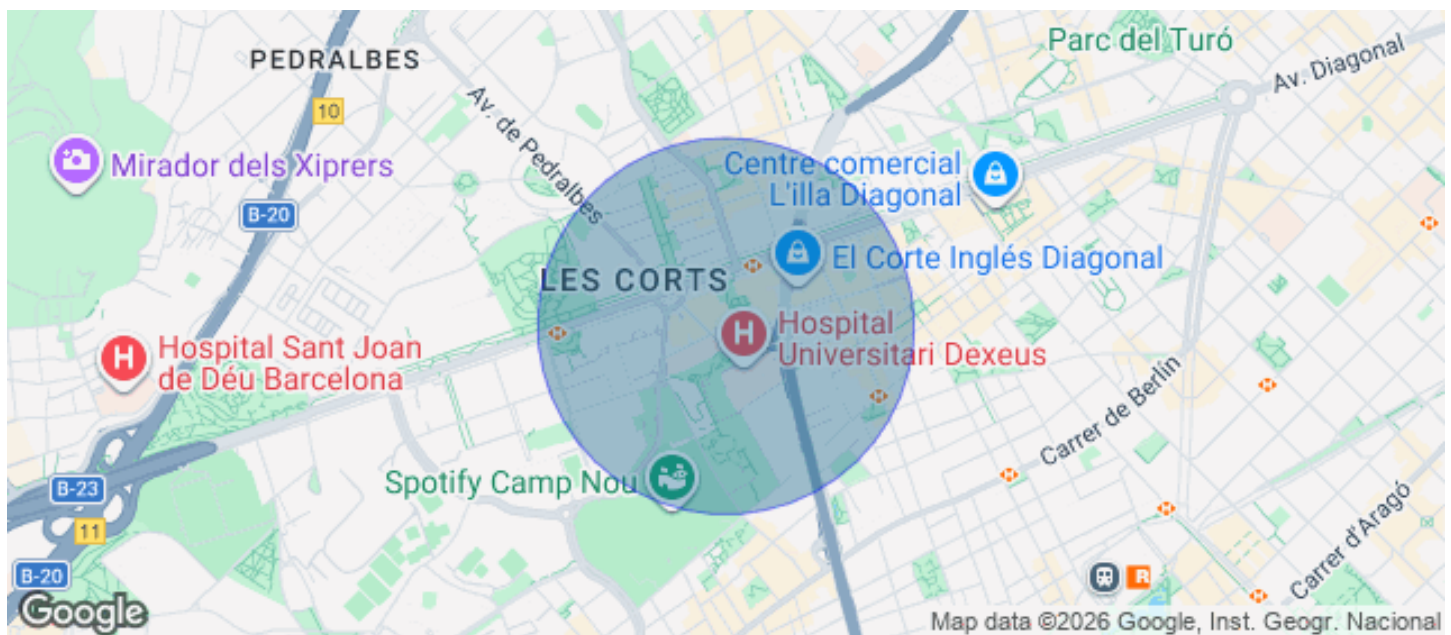 Parc del Turó
PEDRALBES
Av. Diagonal
10
Av. de Pedralbes
Mirador dels Xiprers
Centre comercial
L'illa Diagonal
B-20
El Corte Inglés Diagonal
LES CORTS
Hospital
Universitari Dexeus
H
H
Hospital Sant Joan
de Déu Barcelona
Carrer de Berlín
Spotify Camp Nou
B-23
11
Carrer d'Aragó
B-20
R
Google
Map data ©2026 Google, Inst. Geogr. Nacional